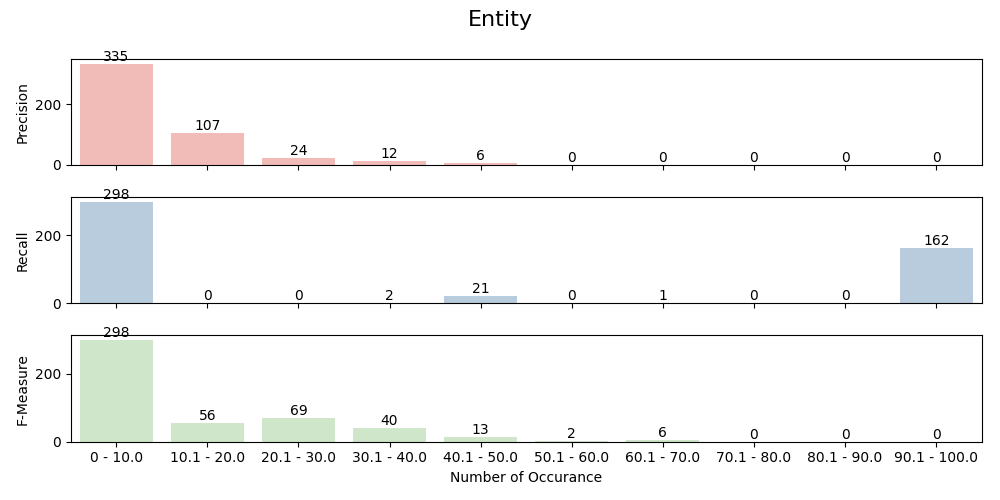 Entity
Precision
200
0
335
107
24
12
6
0
0
0
0
0
Recall
200
0
298
0
0
2
21
0
1
0
0
162
F-Measure
200
0
298
56
69
40
13
2
6
0
0
0
0 - 10.0
10.1 - 20.0
20.1 - 30.0
30.1 - 40.0
40.1 - 50.0
50.1 - 60.0
60.1 - 70.0
70.1 - 80.0
80.1 - 90.0
90.1 - 100.0
Number of Occurance